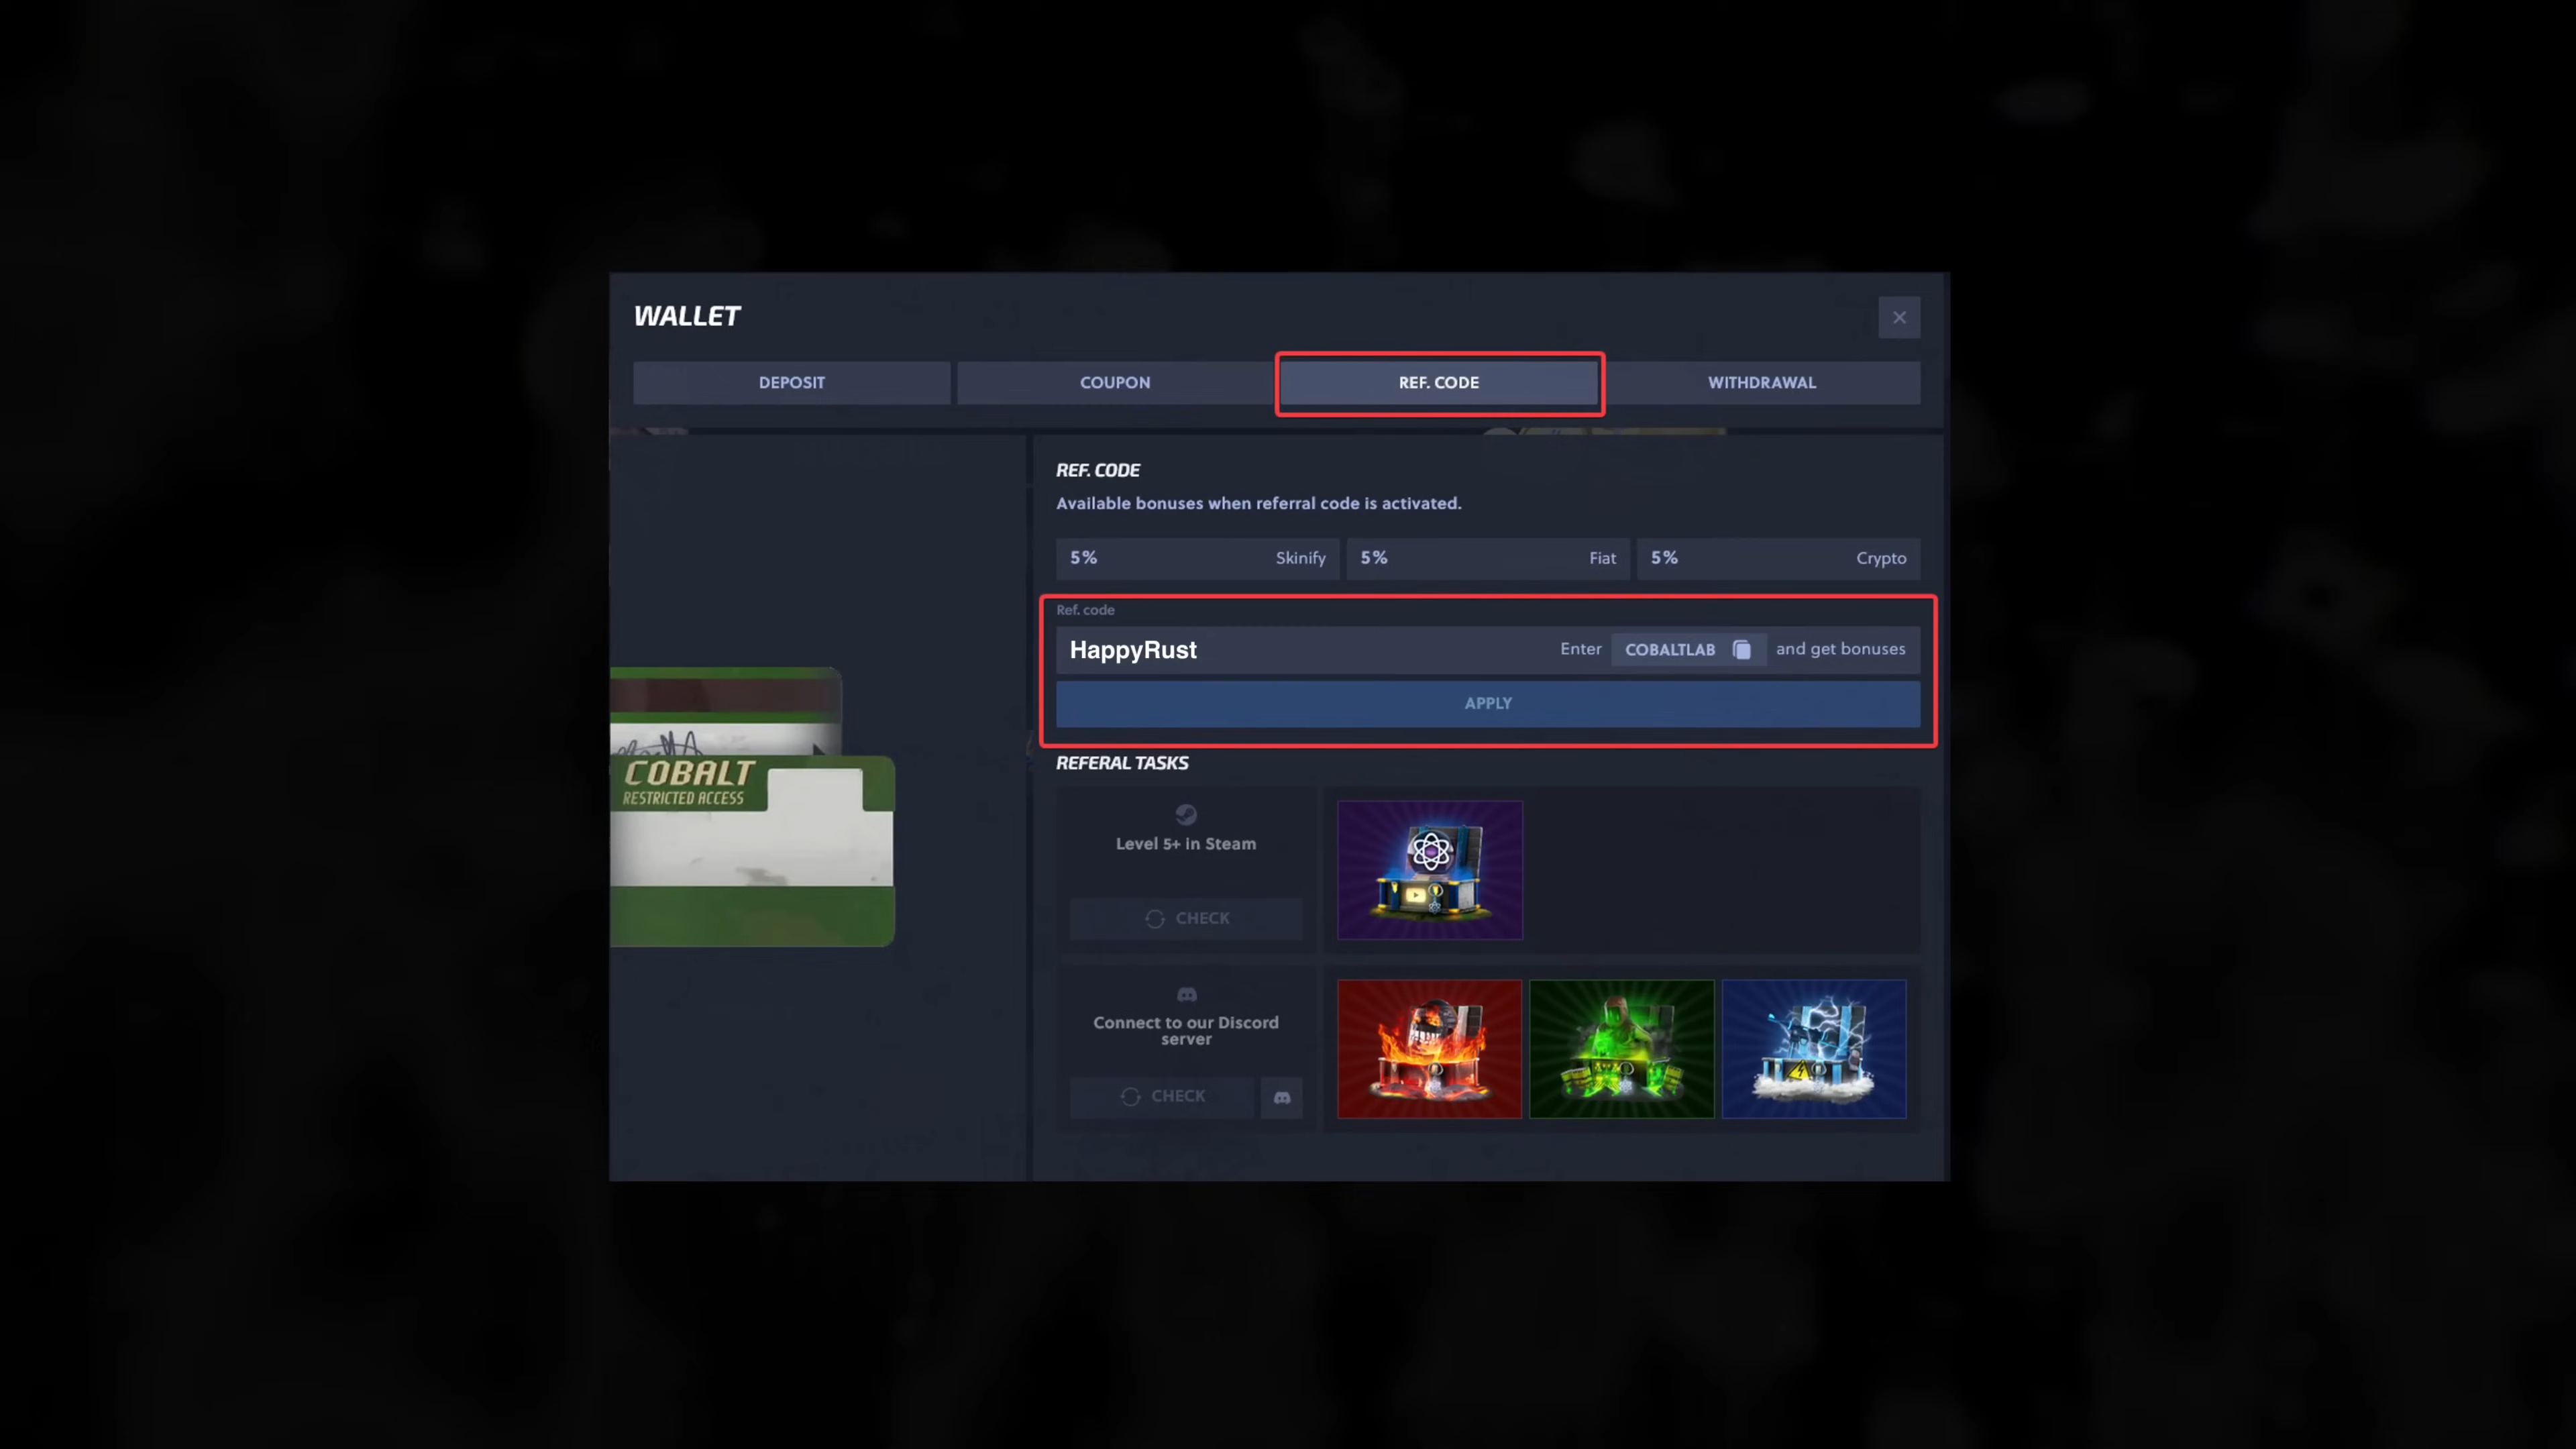 WALLET
DEPOSIT
COUPON
REF. CODE
WITHDRAWAL
REF. CODE
Available bonuses when referral code is activated.
5% Skinify
5% Fiat
5% Crypto
Ref. code
HappyRust
Enter COBALTLAB and get bonuses
APPLY
COBALT
RESTRICTED ACCESS
REFERAL TASKS
Level 5+ in Steam
CHECK
Connect to our Discord
server
CHECK